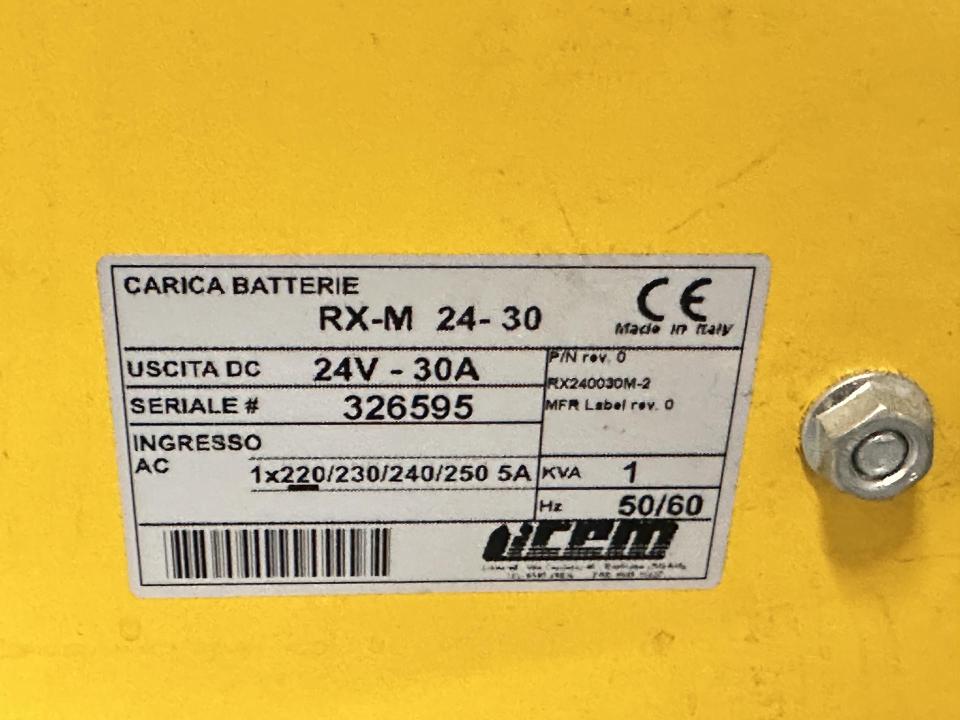 CARICA BATTERIE
RX-M 24-30
CE
Made in Italy
USCITA DC 24V - 30A
P/N rev. 0
RX240030M-2
SERIALE # 326595
MFR Label rev. 0
INGRESSO
AC
1x220/230/240/250 5A
KVA 1
Hz 50/60